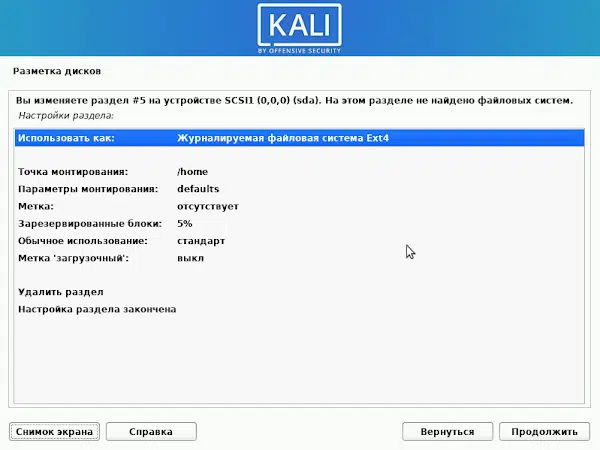 KALI
BY OFFENSIVE SECURITY
Разметка дисков
Вы изменяете раздел #5 на устройстве SCSI1 (0,0,0) (sda). На этом разделе не найдено файловых систем.
Настройки раздела:
Использовать как: Журналируемая файловая система Ext4
Точка монтирования: /home
Параметры монтирования: defaults
Метка: отсутствует
Зарезервированные блоки: 5%
Обычное использование: стандарт
Метка 'загрузочный': выкл
Удалить раздел
Настройка раздела закончена
Снимок экрана Справка Вернуться Продолжить